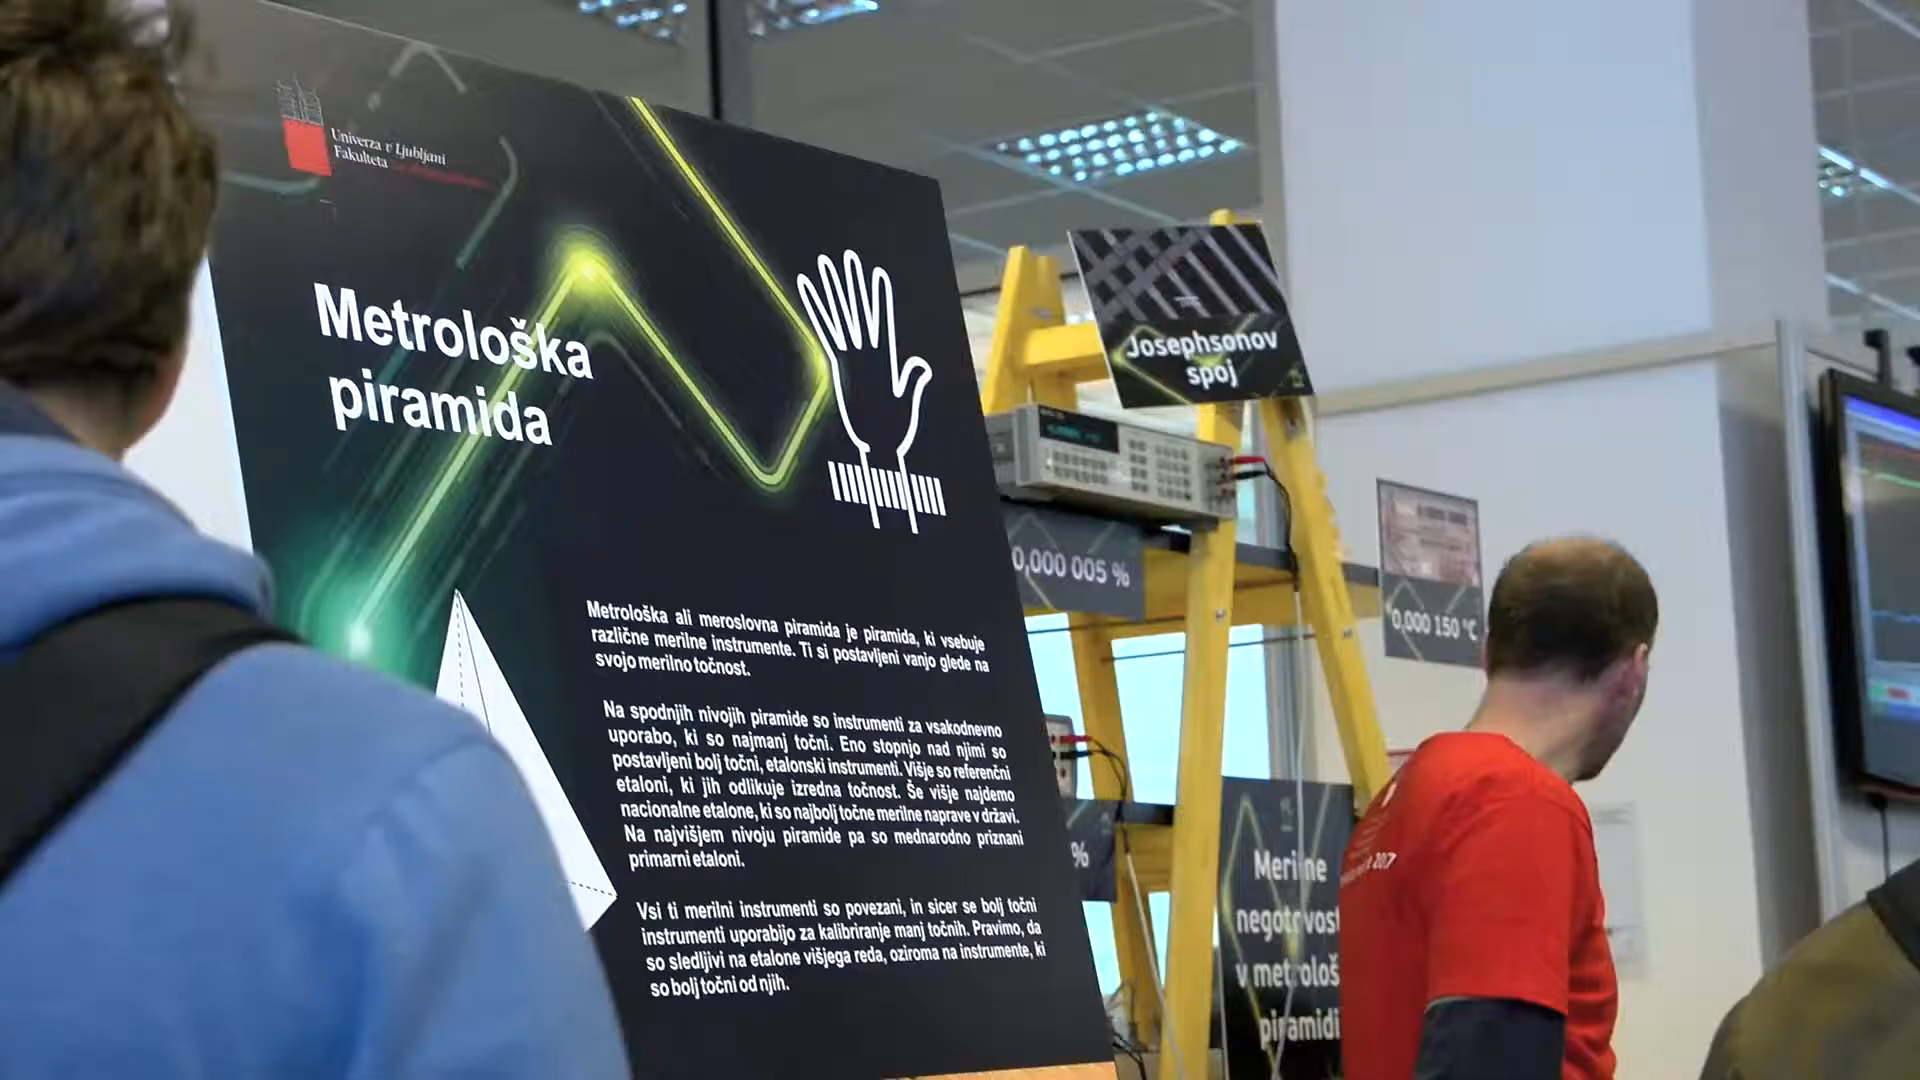 Univerza v Ljubljani
Fakulteta
Metrološka
piramida
Metrološka ali meroslovna piramida je piramida, ki vsebuje
različne merilne instrumente. Ti si postavljeni vanjo glede na
svojo merilno točnost.
Na spodnjih nivojih piramide so instrumenti za vsakodnevno
uporabo, ki so najmanj točni. Eno stopnjo nad njimi so
postavljeni bolj točni, etalonski instrumenti. Višje so referenčni
etaloni, ki jih odlikuje izredna točnost. Še višje najdemo
nacionalne etalone, ki so najbolj točne merilne naprave v državi.
Na najvišjem nivoju piramide pa so mednarodno priznani
primarni etaloni.
Vsi ti merilni instrumenti so povezani, in sicer se bolj točni
instrumenti uporabijo za kalibriranje manj točnih. Pravimo, da
so sledljivi na etalone višjega reda, oziroma na instrumente, ki
so bolj točni od njih.
Josephsonov
spoj
0,000 005 %
0,000 150 °C
%
Merilne
negotovost
v metrološ
piramidi